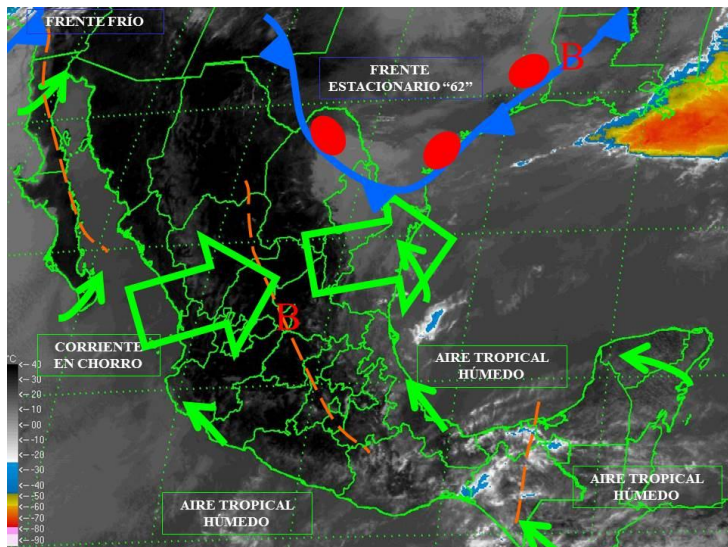 FRENTE FRÍO
B
FRENTE
ESTACIONARIO "62"
B
CORRIENTE
EN CHORRO
AIRE TROPICAL
HÚMEDO
AIRE TROPICAL
HÚMEDO
AIRE TROPICAL
HÚMEDO
°C
<-- 40
<-- 30
<-- 20
<-- 10
<-- 00
<---10
<---20
<---30
<---40
<---50
<---60
<---70
<---80
<---90